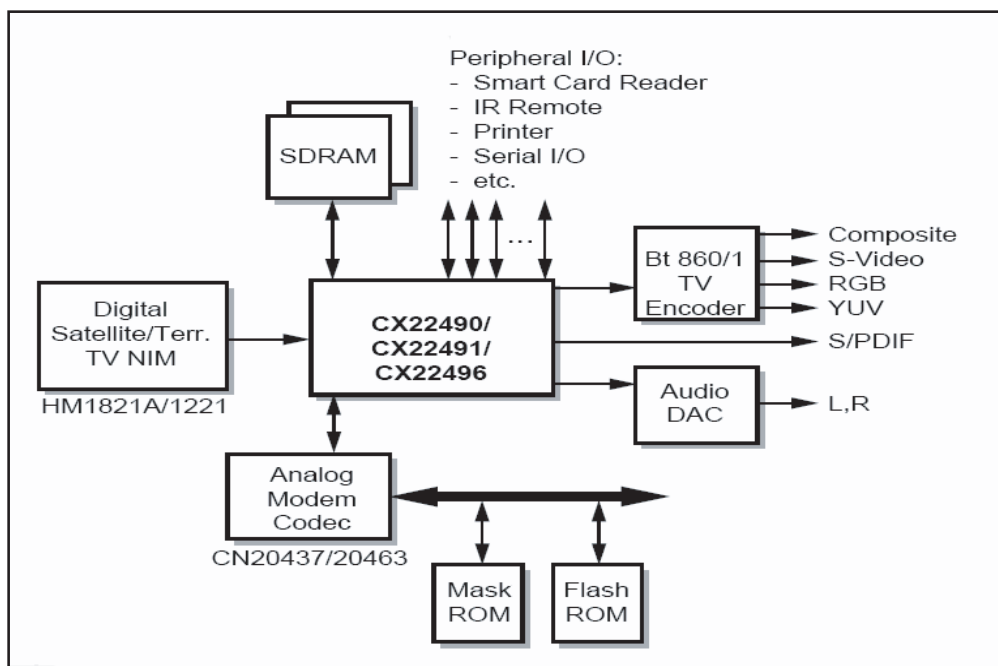 Peripheral I/O:
- Smart Card Reader
- IR Remote
- Printer
- Serial I/O
- etc.
SDRAM
...
Bt 860/1
TV
Encoder
Composite
S-Video
RGB
YUV
Digital
Satellite/Terr.
TV NIM
HM1821A/1221
CX22490/
CX22491/
CX22496
S/PDIF
Audio
DAC
L,R
Analog
Modem
Codec
CN20437/20463
Mask
ROM
Flash
ROM